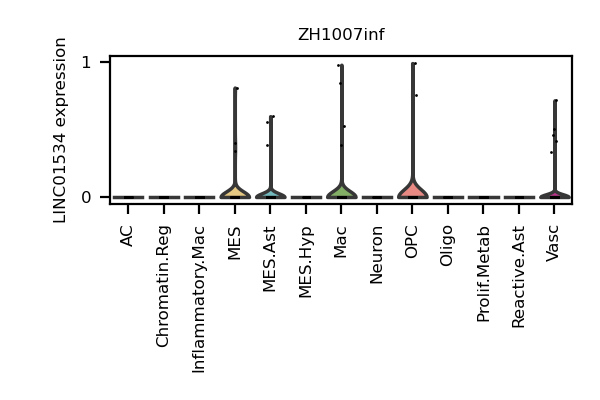 ZH1007inf
LINC01534 expression
1
0
AC
Chromatin.Reg
Inflammatory.Mac
MES
MES.Ast
MES.Hyp
Mac
Neuron
OPC
Oligo
Prolif.Metab
Reactive.Ast
Vasc